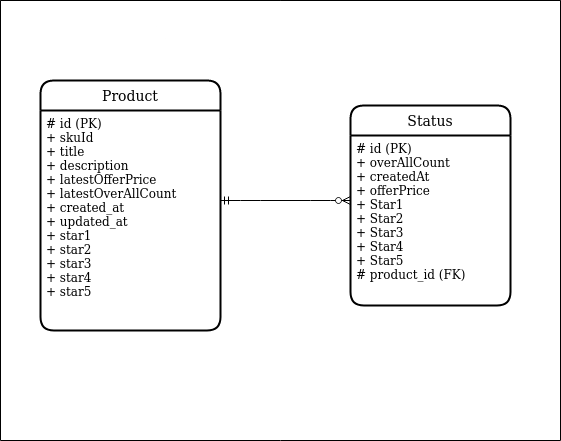 Product
# id (PK)
+ skuId
+ title
+ description
+ latestOfferPrice
+ latestOverAllCount
+ created_at
+ updated_at
+ star1
+ star2
+ star3
+ star4
+ star5
Status
# id (PK)
+ overAllCount
+ createdAt
+ offerPrice
+ Star1
+ Star2
+ Star3
+ Star4
+ Star5
# product_id (FK)